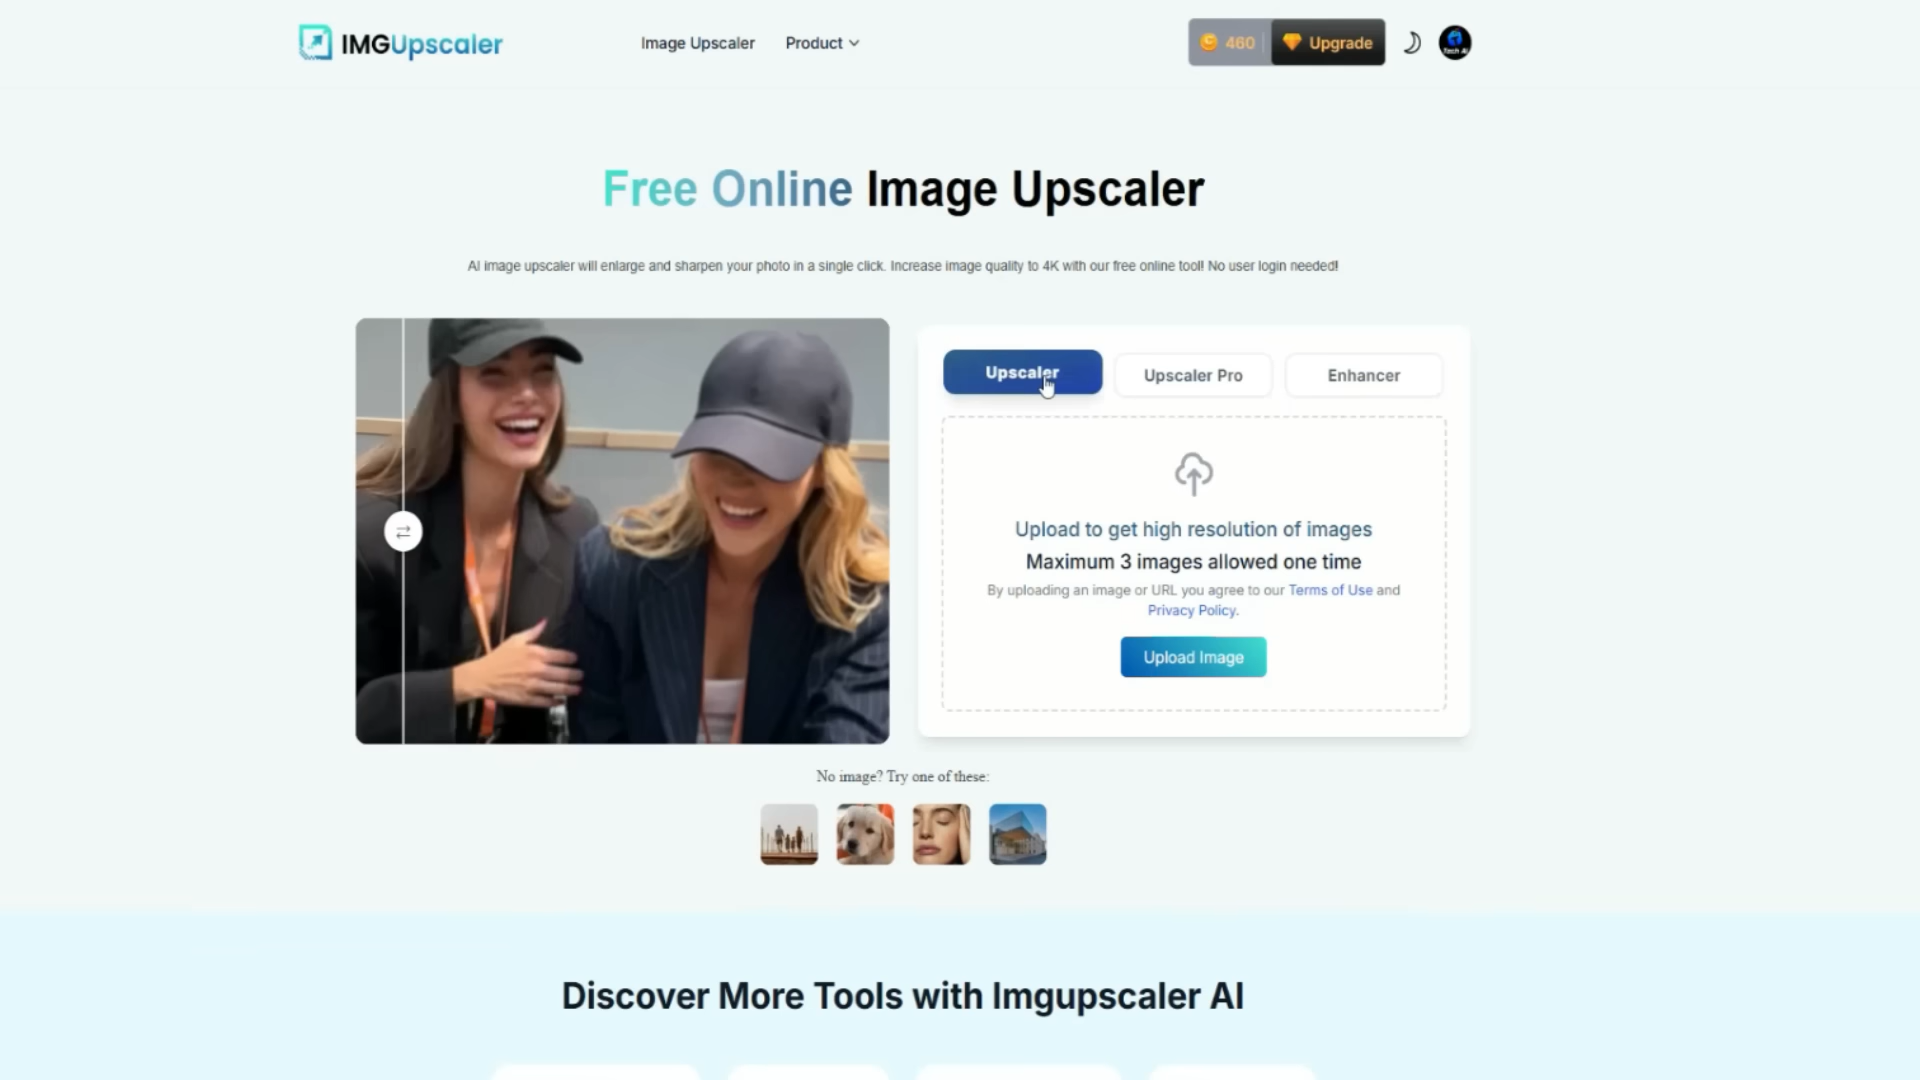 IMGUpscaler
Image Upscaler
Product
460
Upgrade
Tech AI
Free Online Image Upscaler
AI image upscaler will enlarge and sharpen your photo in a single click. Increase image quality to 4K with our free online tool! No user login needed!
Upscaler
Upscaler Pro
Enhancer
Upload to get high resolution of images
Maximum 3 images allowed one time
By uploading an image or URL you agree to our Terms of Use and
Privacy Policy.
Upload Image
No image? Try one of these:
Discover More Tools with Imgupscaler AI